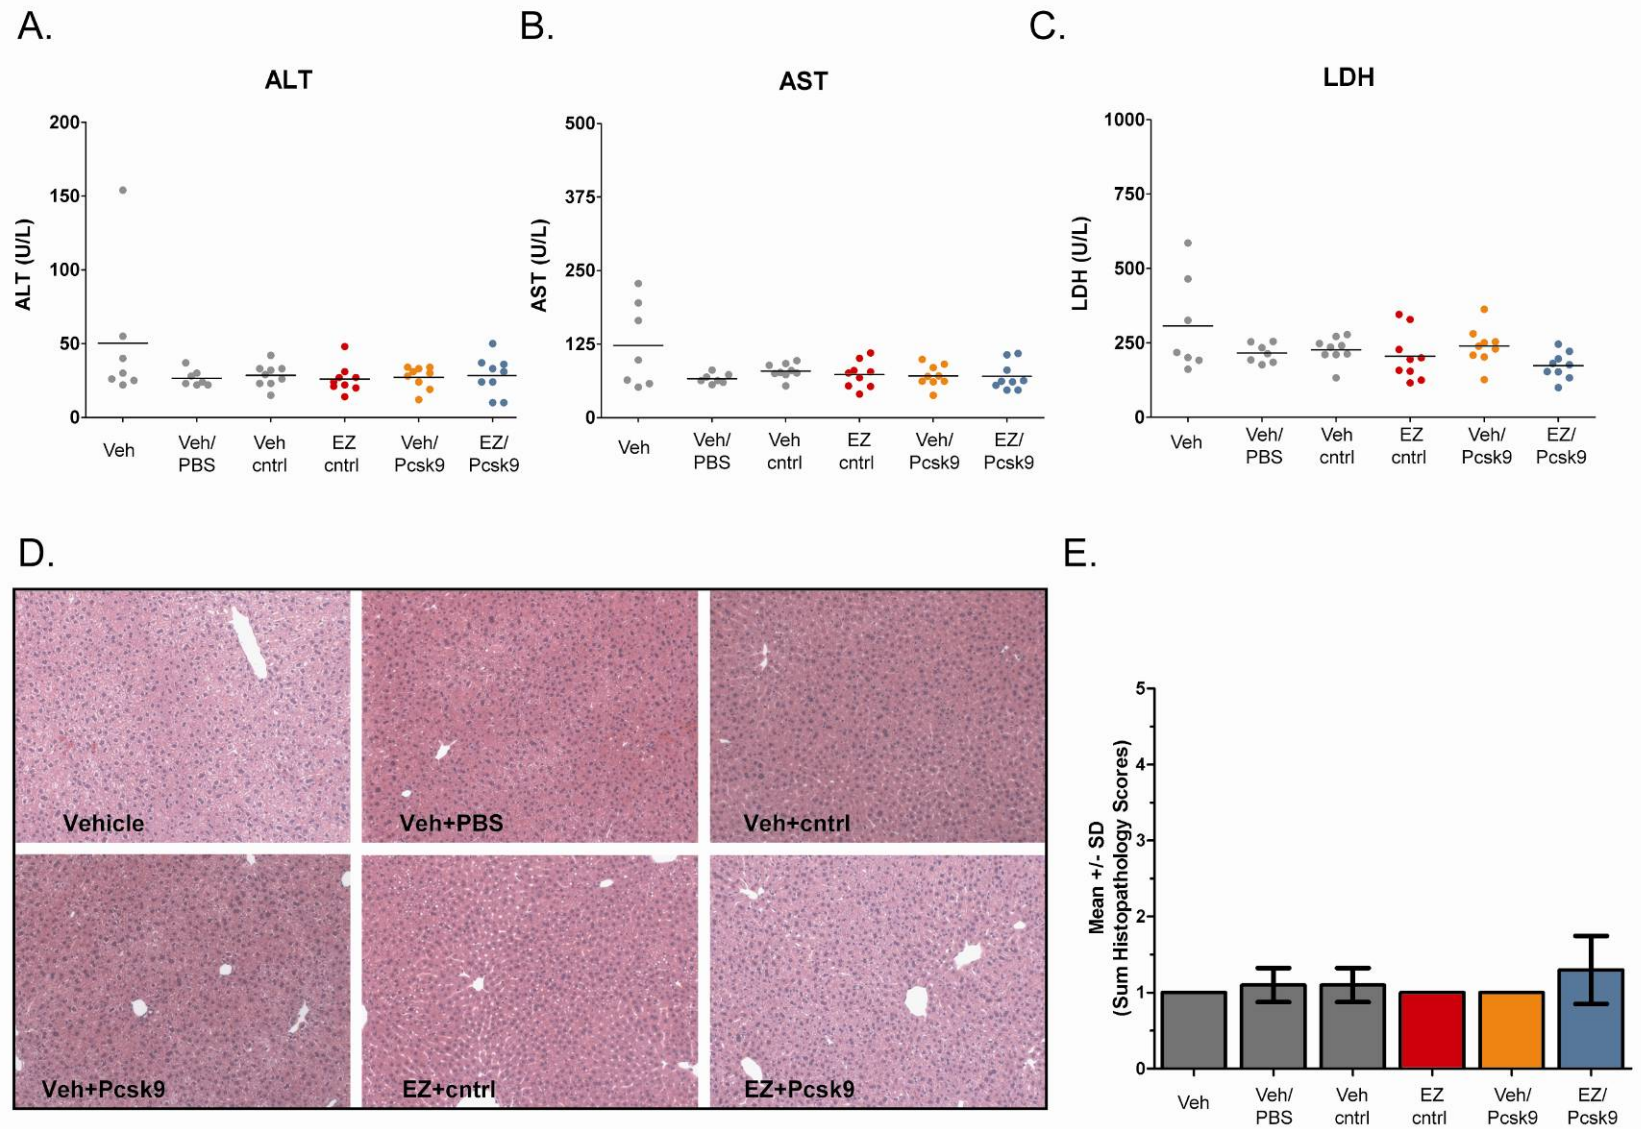 A.
B.
C.
ALT
AST
LDH
200
150
100
50
0
ALT (U/L)
Veh
Veh/
PBS
Veh
cntrl
EZ
cntrl
Veh/
Pcsk9
EZ/
Pcsk9
500
375
250
125
0
AST (U/L)
Veh
Veh/
PBS
Veh
cntrl
EZ
cntrl
Veh/
Pcsk9
EZ/
Pcsk9
1000
750
500
250
0
LDH (U/L)
Veh
Veh/
PBS
Veh
cntrl
EZ
cntrl
Veh/
Pcsk9
EZ/
Pcsk9
D.
E.
Vehicle
Veh+PBS
Veh+cntrl
Veh+Pcsk9
EZ+cntrl
EZ+Pcsk9
5
4
3
2
1
0
Mean +/- SD
(Sum Histopathology Scores)
Veh
Veh/
PBS
Veh
cntrl
EZ
cntrl
Veh/
Pcsk9
EZ/
Pcsk9